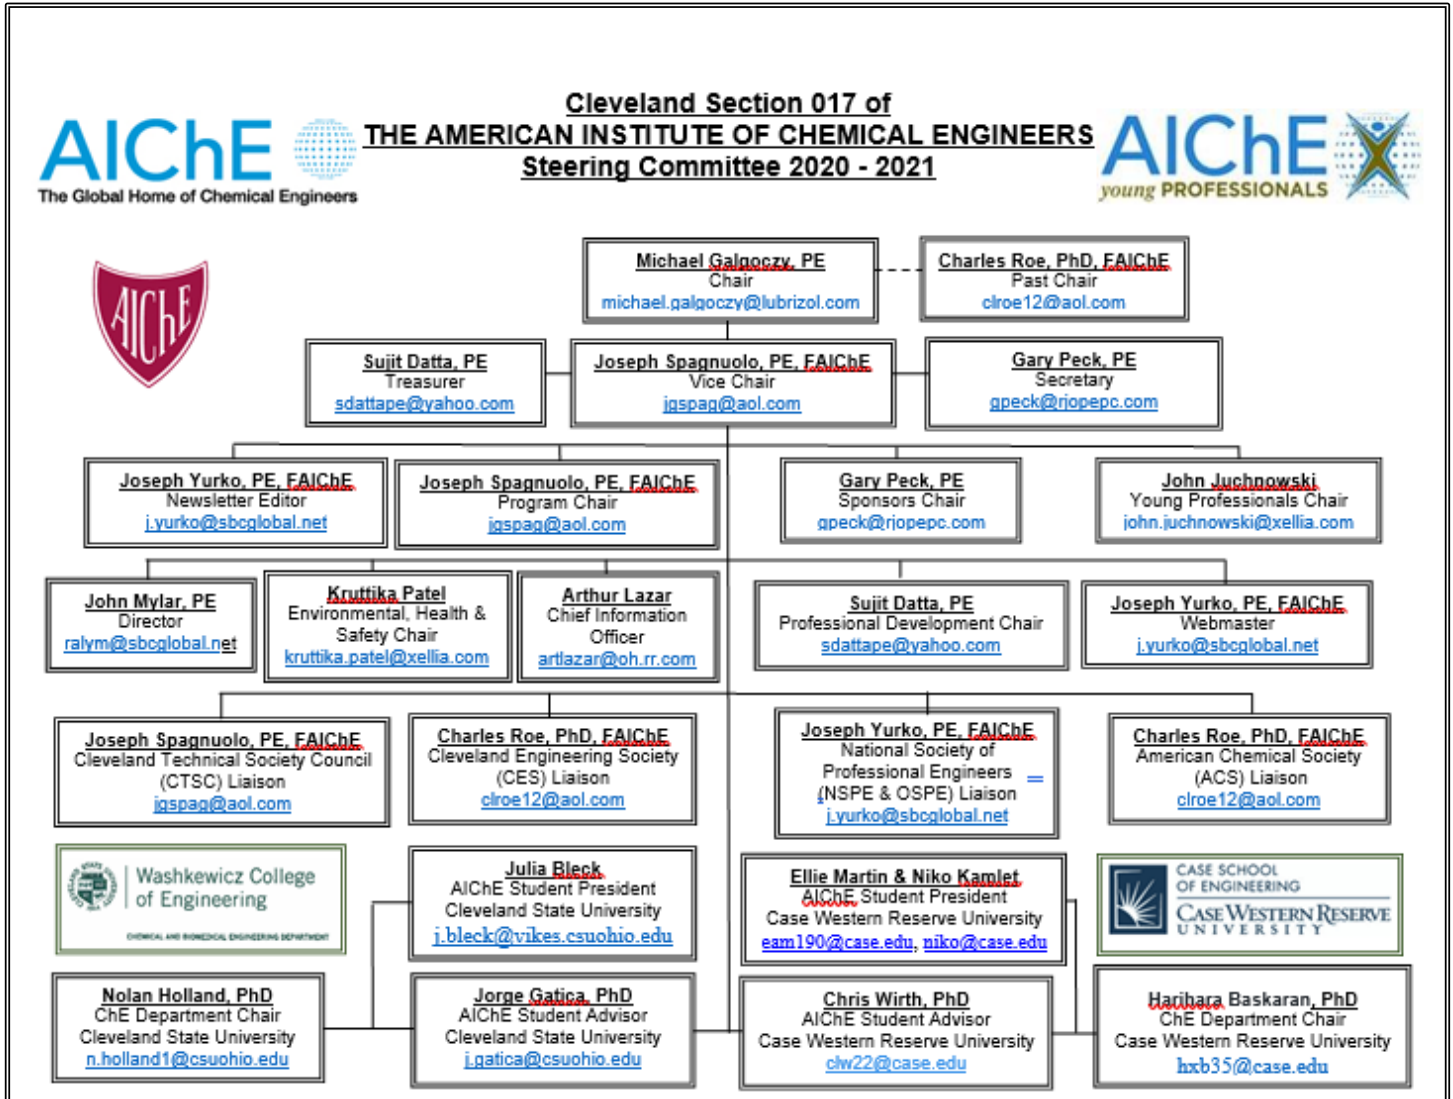 Cleveland Section 017 of
THE AMERICAN INSTITUTE OF CHEMICAL ENGINEERS
Steering Committee 2020 - 2021
AIChE
The Global Home of Chemical Engineers
AIChE
young PROFESSIONALS
AIChE
Michael Galgoczy, PE
Chair
michael.galgoczy@lubrizol.com
Charles Roe, PhD, FAIChE
Past Chair
clroe12@aol.com
Sujit Datta, PE
Treasurer
sdattape@yahoo.com
Joseph Spagnuolo, PE, FAIChE
Vice Chair
jgspag@aol.com
Gary Peck, PE
Secretary
gpeck@rjopepc.com
Joseph Yurko, PE, FAIChE
Newsletter Editor
j.yurko@sbcglobal.net
Joseph Spagnuolo, PE, FAIChE
Program Chair
jgspag@aol.com
Gary Peck, PE
Sponsors Chair
gpeck@rjopepc.com
John Juchnowski
Young Professionals Chair
john.juchnowski@xellia.com
John Mylar, PE
Director
ralym@sbcglobal.net
Kruttika Patel
Environmental, Health &
Safety Chair
kruttika.patel@xellia.com
Arthur Lazar
Chief Information
Officer
artlazar@oh.rr.com
Sujit Datta, PE
Professional Development Chair
sdattape@yahoo.com
Joseph Yurko, PE, FAIChE
Webmaster
j.yurko@sbcglobal.net
Joseph Spagnuolo, PE, FAIChE
Cleveland Technical Society Council
(CTSC) Liaison
jgspag@aol.com
Charles Roe, PhD, FAIChE
Cleveland Engineering Society
(CES) Liaison
clroe12@aol.com
Joseph Yurko, PE, FAIChE
National Society of
Professional Engineers
(NSPE & OSPE) Liaison
j.yurko@sbcglobal.net
Charles Roe, PhD, FAIChE
American Chemical Society
(ACS) Liaison
clroe12@aol.com
Washkewicz College
of Engineering
CHEMICAL AND BIOMEDICAL ENGINEERING DEPARTMENT
Julia Bleck
AIChE Student President
Cleveland State University
j.bleck@vikes.csuohio.edu
Ellie Martin & Niko Kamlet
AIChE Student President
Case Western Reserve University
eam190@case.edu, niko@case.edu
CASE SCHOOL
OF ENGINEERING
CASE WESTERN RESERVE
UNIVERSITY
Nolan Holland, PhD
ChE Department Chair
Cleveland State University
n.holland1@csuohio.edu
Jorge Gatica, PhD
AIChE Student Advisor
Cleveland State University
j.gatica@csuohio.edu
Chris Wirth, PhD
AIChE Student Advisor
Case Western Reserve University
clw22@case.edu
Harihara Baskaran, PhD
ChE Department Chair
Case Western Reserve University
hxb35@case.edu